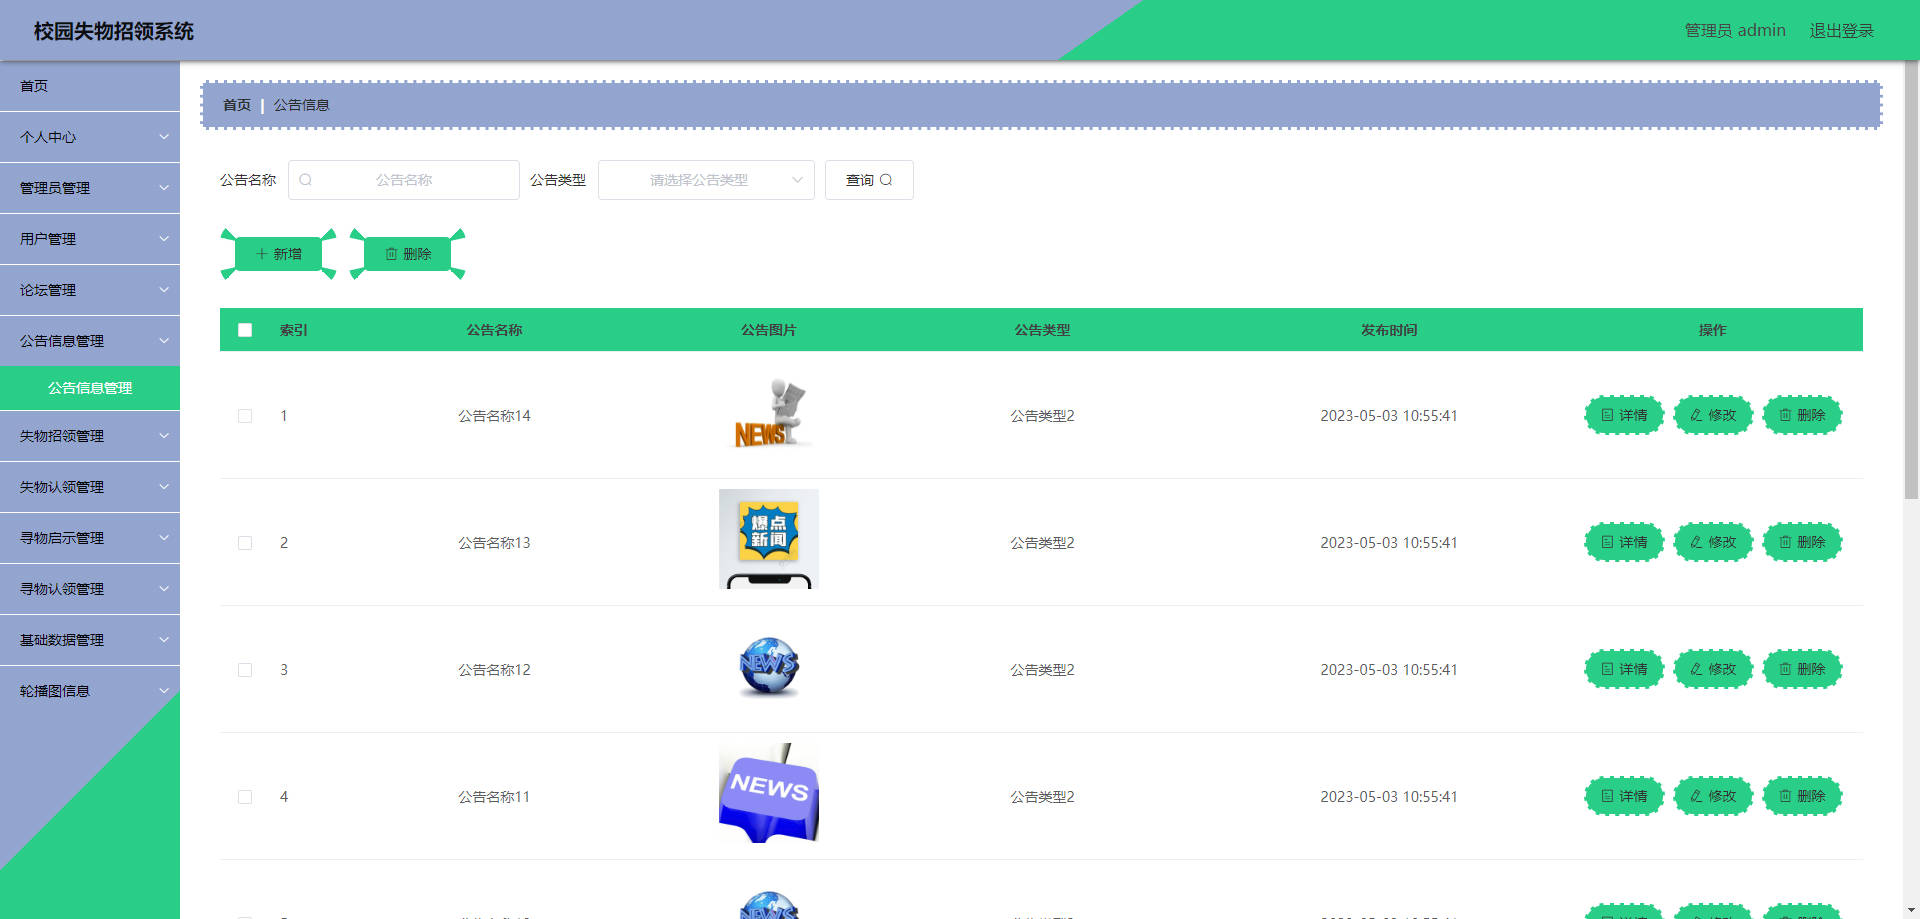 校园失物招领系统
管理员 admin 退出登录
首页
个人中心
管理员管理
用户管理
论坛管理
公告信息管理
公告信息管理
失物招领管理
失物认领管理
寻物启示管理
寻物认领管理
基础数据管理
轮播图信息
首页 | 公告信息
公告名称 公告名称 公告类型 请选择公告类型 查询
新增 删除
索引 公告名称 公告图片 公告类型 发布时间 操作
1 公告名称14 NEWS 公告类型2 2023-05-03 10:55:41 详情 修改 删除
爆点
新闻
2 公告名称13 公告类型2 2023-05-03 10:55:41 详情 修改 删除
3 公告名称12 NEWS 公告类型2 2023-05-03 10:55:41 详情 修改 删除
4 公告名称11 NEWS 公告类型2 2023-05-03 10:55:41 详情 修改 删除
NEWS